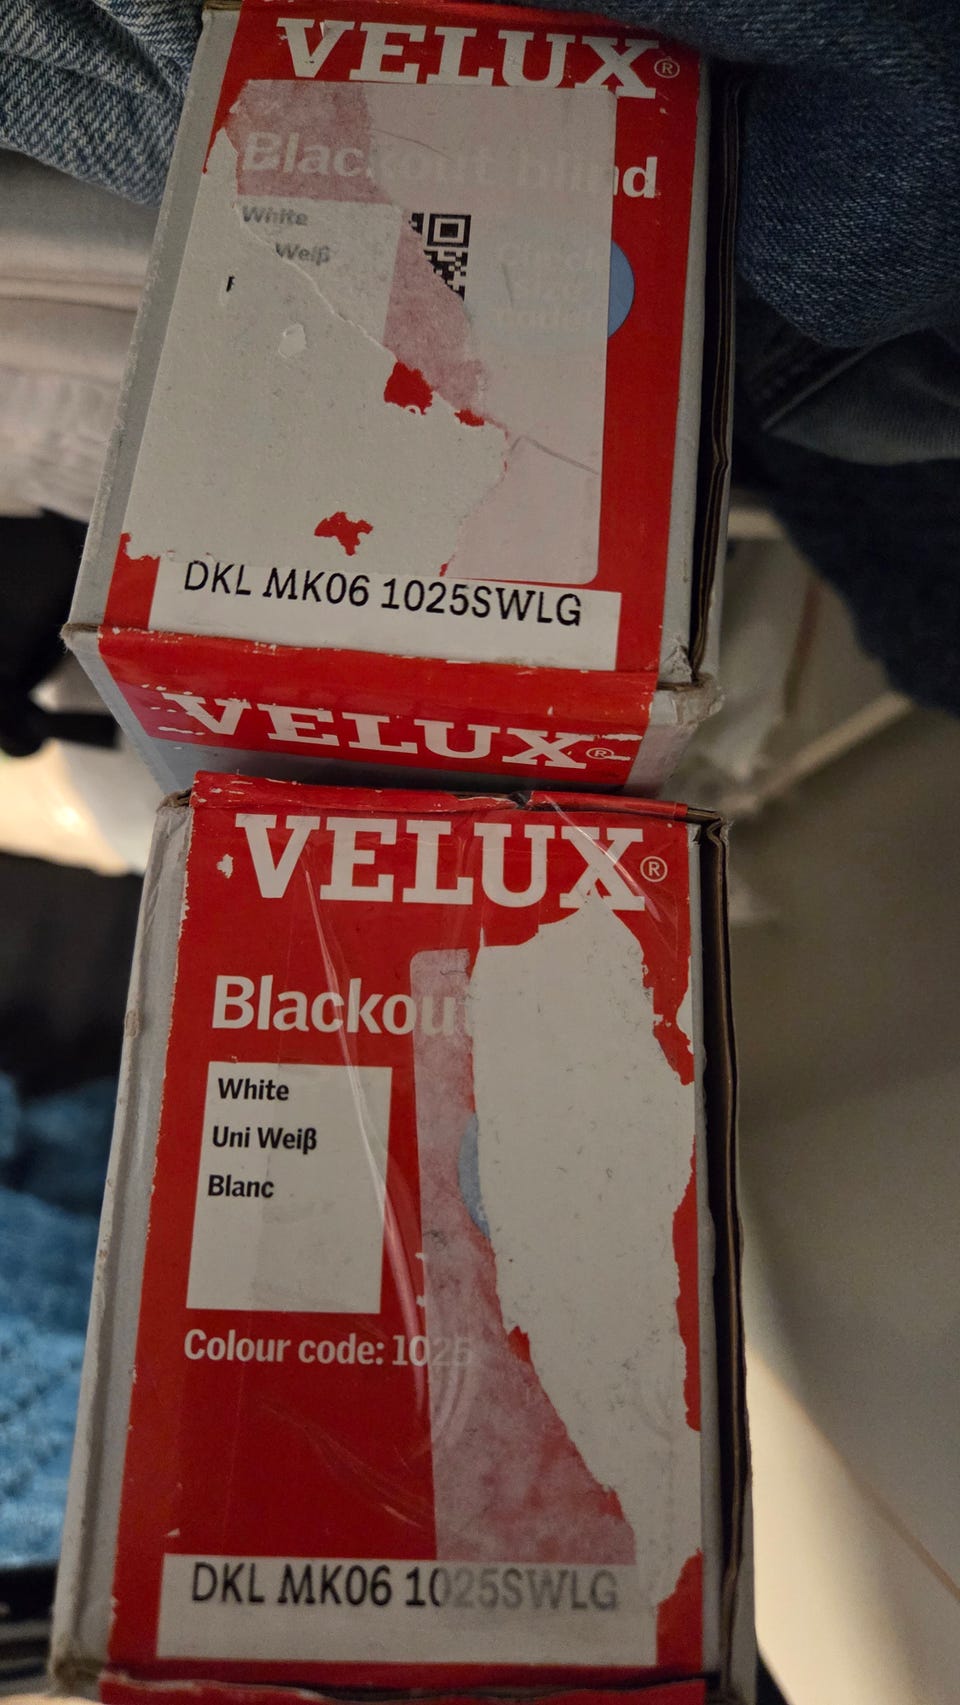 VELUX®
Blackout blind
White
Weiß
DKL MK06 1025SWLG
VELUX®
VELUX®
Blackout
White
Uni Weiß
Blanc
Colour code: 1025
DKL MK06 1025SWLG